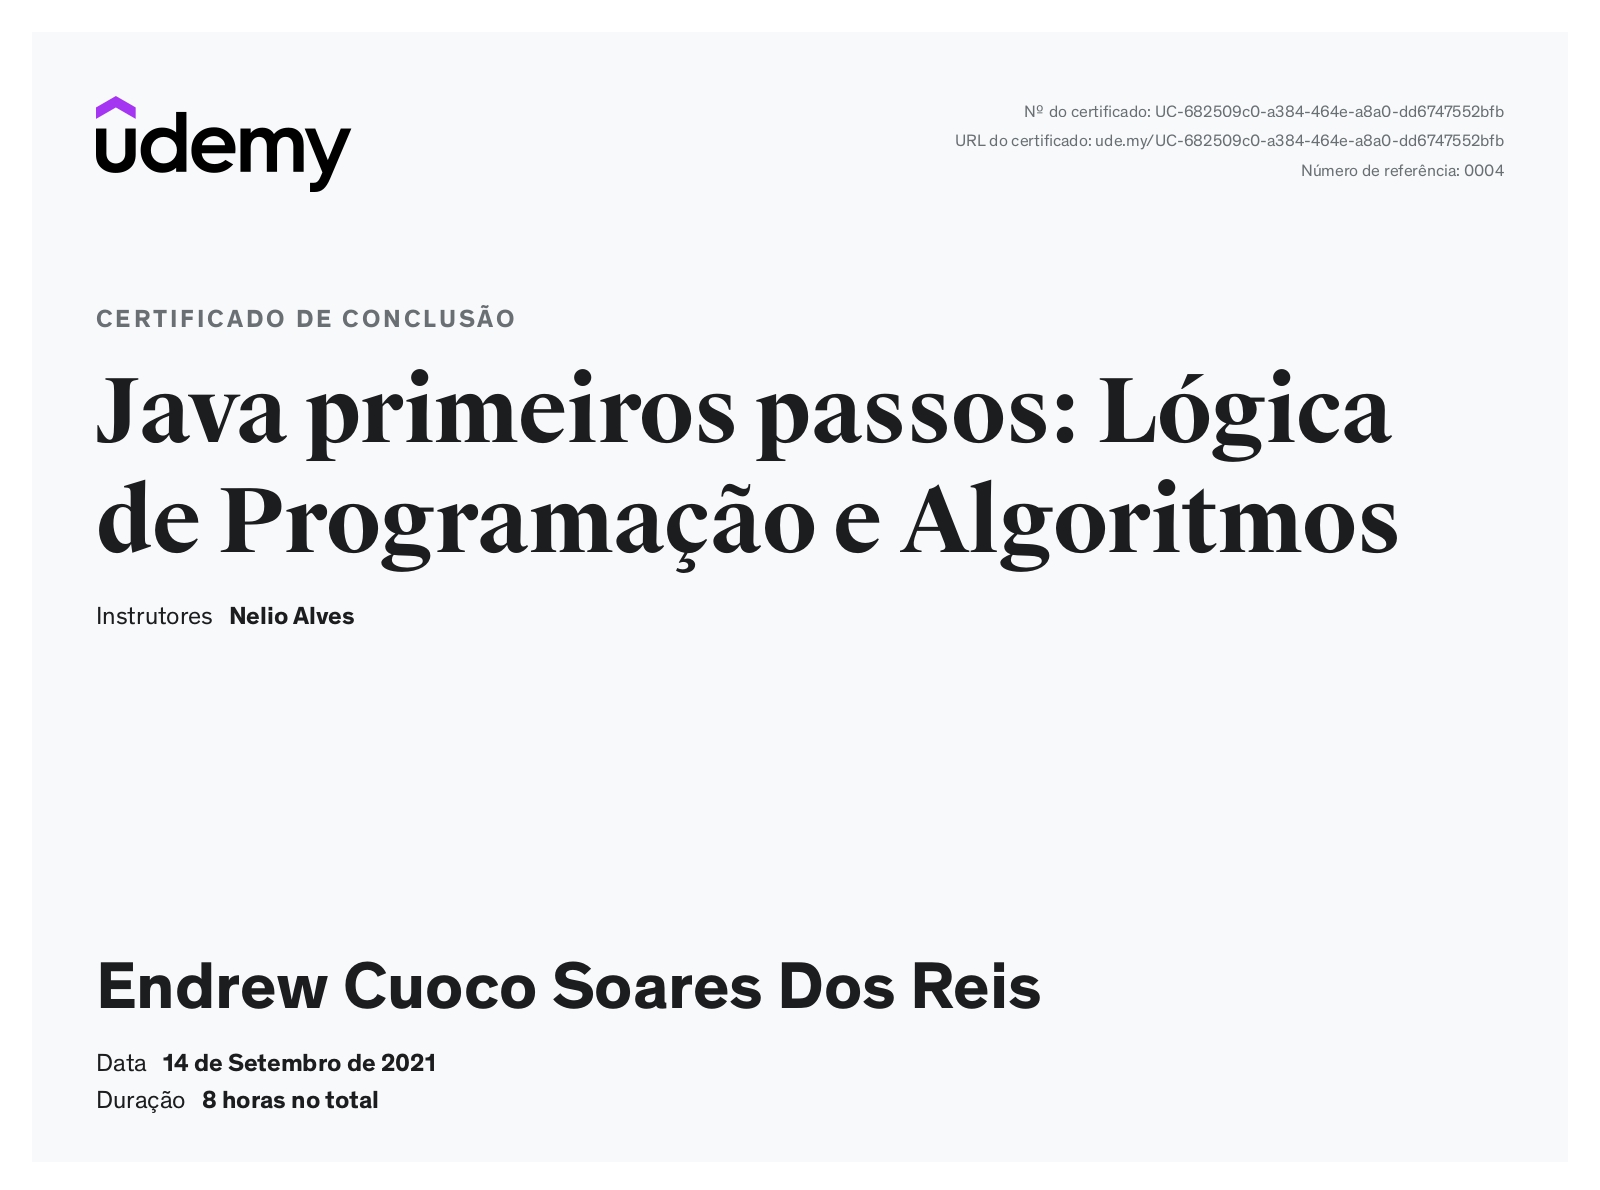 udemy
Nº do certificado: UC-682509c0-a384-464e-a8a0-dd6747552bfb
URL do certificado: ude.my/UC-682509c0-a384-464e-a8a0-dd6747552bfb
Número de referência: 0004
CERTIFICADO DE CONCLUSÃO
Java primeiros passos: Lógica
de Programação e Algoritmos
Instrutores Nelio Alves
Endrew Cuoco Soares Dos Reis
Data 14 de Setembro de 2021
Duração 8 horas no total